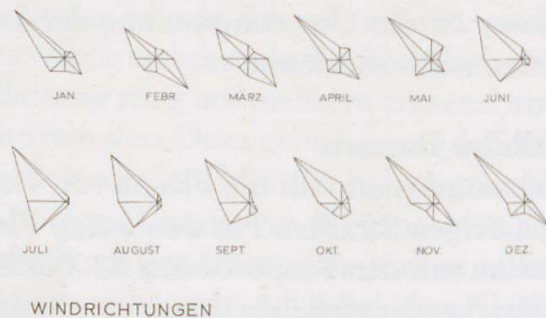 JAN. FEBR. MÄRZ APRIL MAI JUNI
JULI AUGUST SEPT. OKT. NOV. DEZ.
WINDRICHTUNGEN